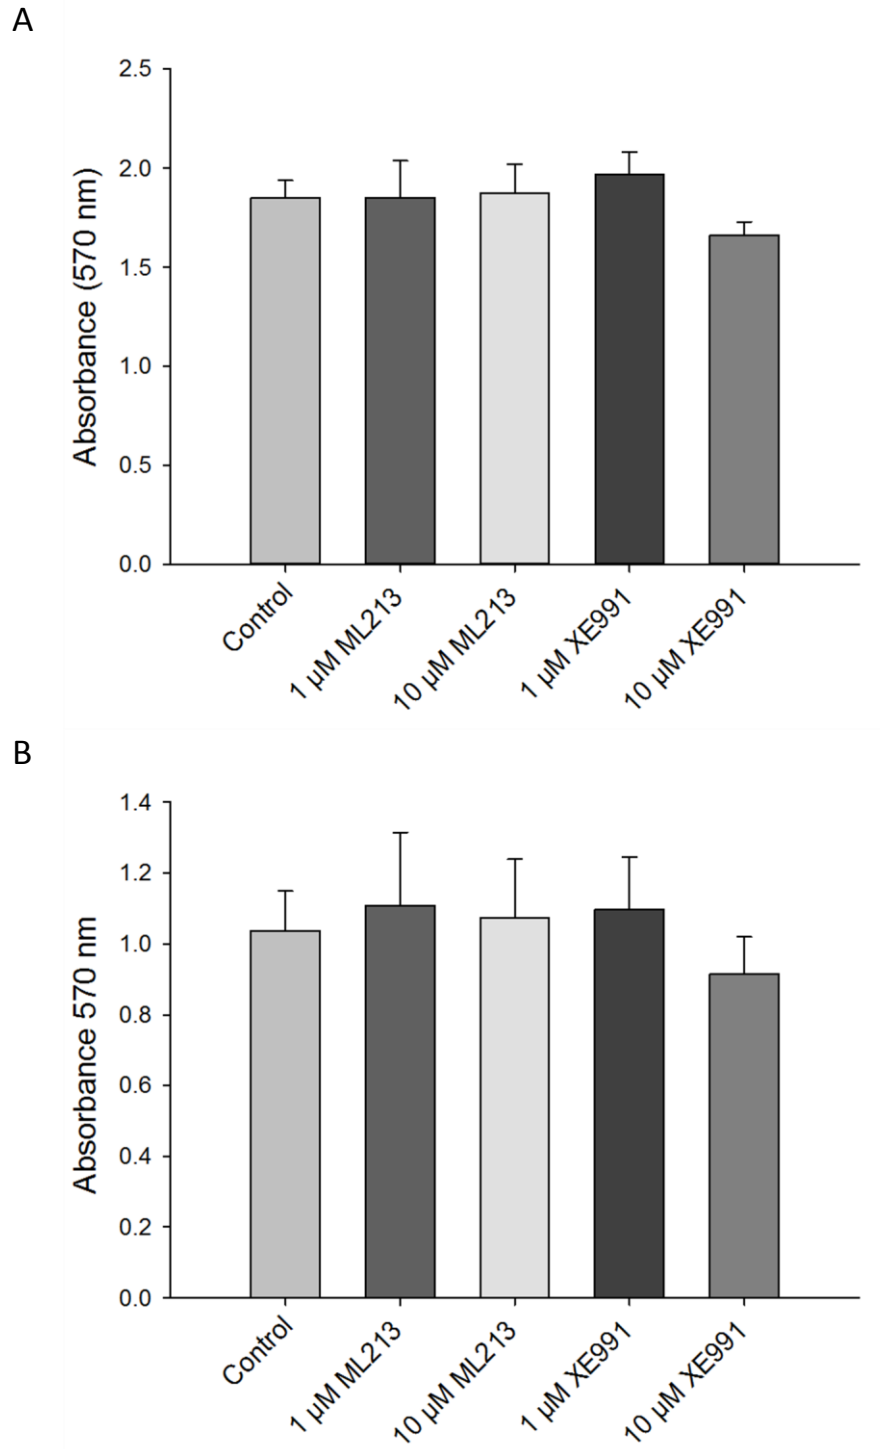 A
Absorbance (570 nm)
2.5
2.0
1.5
1.0
0.5
0.0
Control
1 µM ML213
10 µM ML213
1 µM XE991
10 µM XE991
B
Absorbance 570 nm
1.4
1.2
1.0
0.8
0.6
0.4
0.2
0.0
Control
1 µM ML213
10 µM ML213
1 µM XE991
10 µM XE991